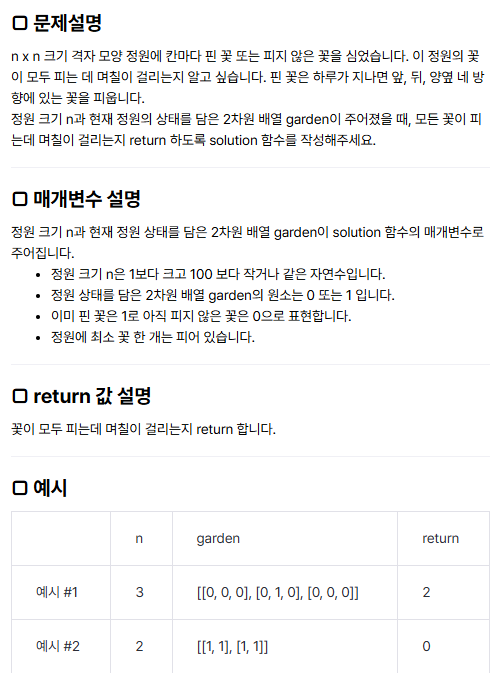 문제설명
n x n 크기 격자 모양 정원에 칸마다 핀 꽃 또는 피지 않은 꽃을 심었습니다. 이 정원의 꽃
이 모두 피는 데 며칠이 걸리는지 알고 싶습니다. 핀 꽃은 하루가 지나면 앞, 뒤, 양옆 네 방
향에 있는 꽃을 피웁니다.
정원 크기 n과 현재 정원의 상태를 담은 2차원 배열 garden이 주어졌을 때, 모든 꽃이 피
는데 며칠이 걸리는지 return 하도록 solution 함수를 작성해주세요.
매개변수 설명
정원 크기 n과 현재 정원 상태를 담은 2차원 배열 garden이 solution 함수의 매개변수로
주어집니다.
• 정원 크기 n은 1보다 크고 100 보다 작거나 같은 자연수입니다.
• 정원 상태를 담은 2차원 배열 garden의 원소는 0 또는 1 입니다.
• 이미 핀 꽃은 1로 아직 피지 않은 꽃은 0으로 표현합니다.
• 정원에 최소 꽃 한 개는 피어 있습니다.
return 값 설명
꽃이 모두 피는데 며칠이 걸리는지 return 합니다.
예시
n garden return
예시 #1 3 [[0, 0, 0], [0, 1, 0], [0, 0, 0]] 2
예시 #2 2 [[1, 1], [1, 1]] 0